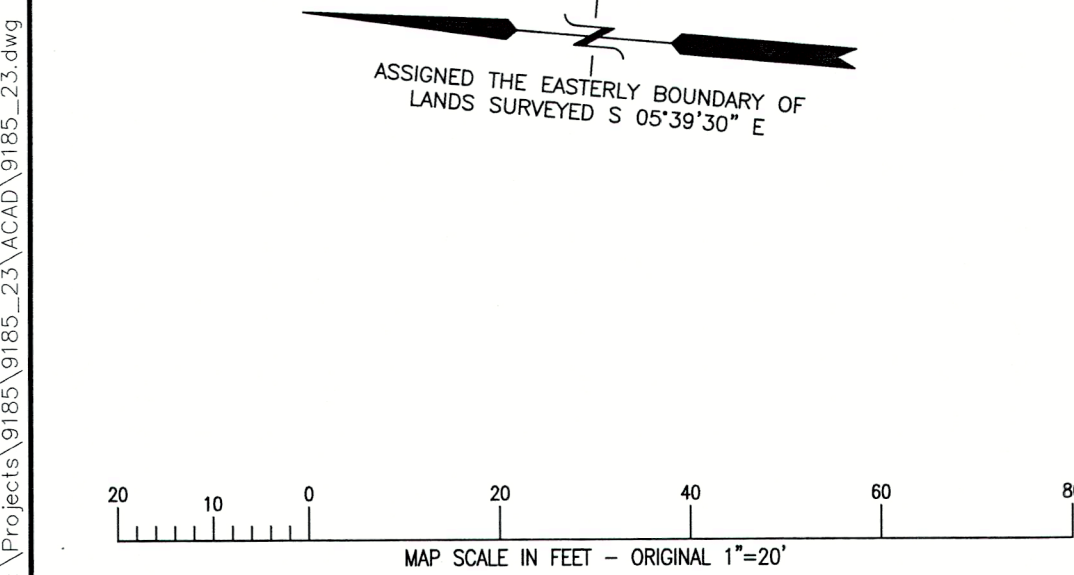 \Projects\9185\9185_23\ACAD\9185_23.dwg
N
ASSIGNED THE EASTERLY BOUNDARY OF
LANDS SURVEYED S 05°39'30" E
20 10 0 20 40 60
MAP SCALE IN FEET – ORIGINAL 1"=20'